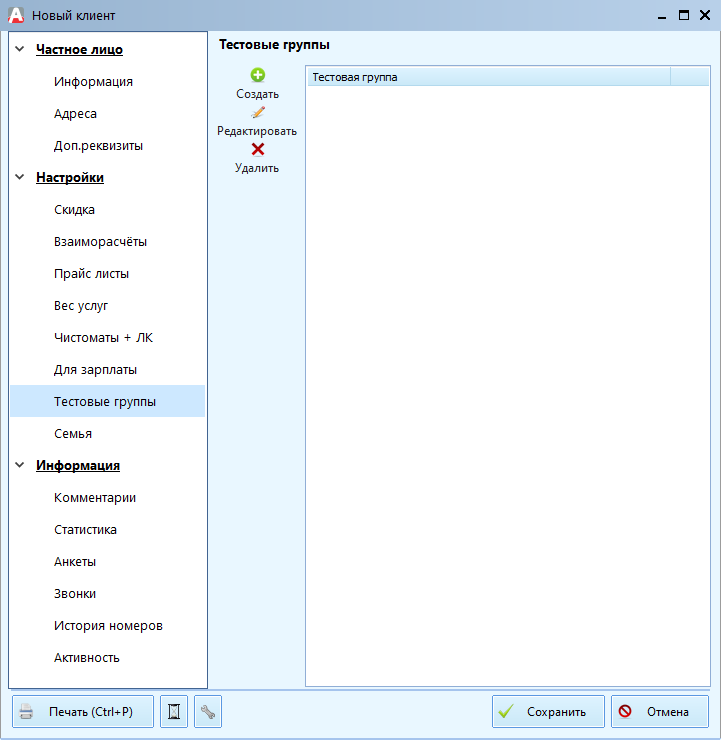 Новый клиент
Частное лицо
Информация
Адреса
Доп.реквизиты
Настройки
Скидка
Взаиморасчёты
Прайс листы
Вес услуг
Чистоматы + ЛК
Для зарплаты
Тестовые группы
Семья
Информация
Комментарии
Статистика
Анкеты
Звонки
История номеров
Активность
Тестовые группы
Создать
Редактировать
Удалить
Тестовая группа
Печать (Ctrl+P)
Сохранить
Отмена